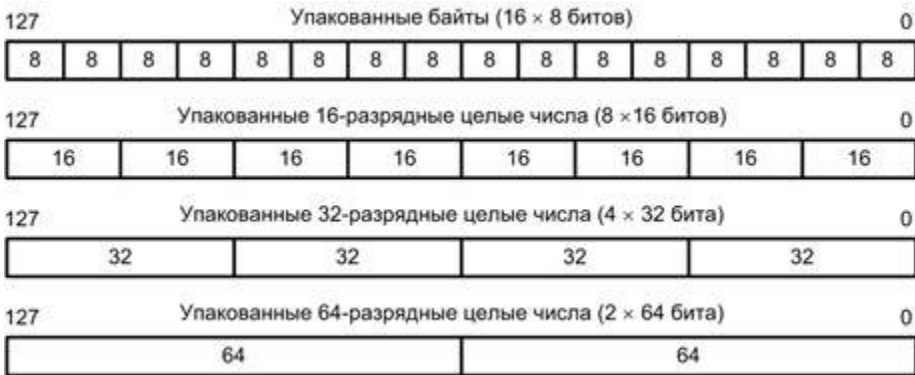 127 Упакованные байты (16 × 8 битов) 0
8 8 8 8 8 8 8 8 8 8 8 8 8 8 8 8
127 Упакованные 16-разрядные целые числа (8 ×16 битов) 0
16 16 16 16 16 16 16 16
127 Упакованные 32-разрядные целые числа (4 × 32 бита) 0
32 32 32 32
127 Упакованные 64-разрядные целые числа (2 × 64 бита) 0
64 64